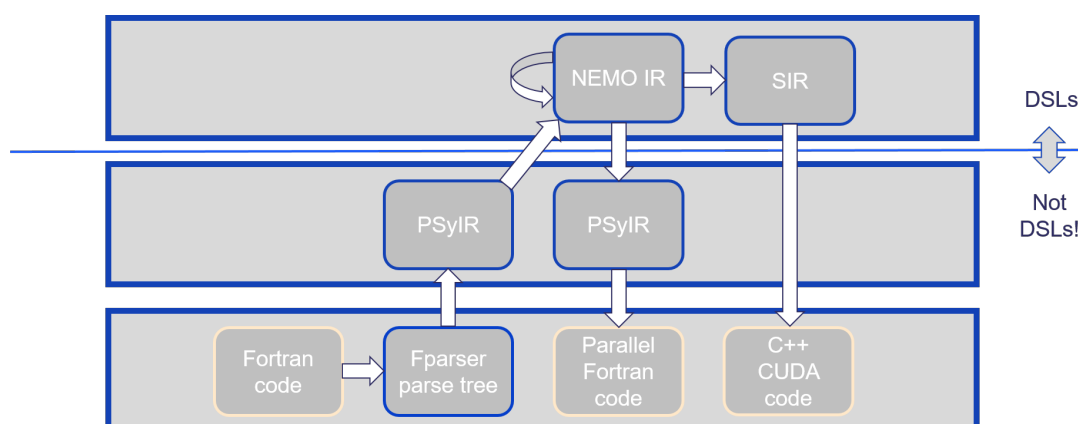 NEMO IR
SIR
DSLs
PSyIR
PSyIR
Not
DSLs!
Fortran
code
Fparser
parse tree
Parallel
Fortran
code
C++
CUDA
code